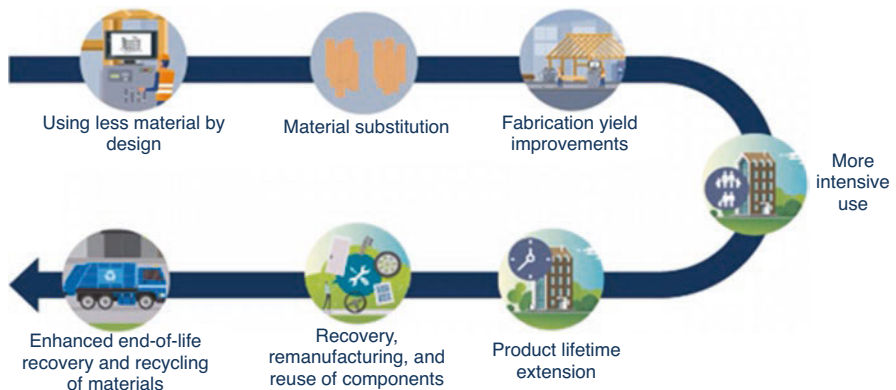 Using less material by
design
Material substitution
Fabrication yield
improvements
More
intensive
use
Product lifetime
extension
Recovery,
remanufacturing, and
reuse of components
Enhanced end-of-life
recovery and recycling
of materials